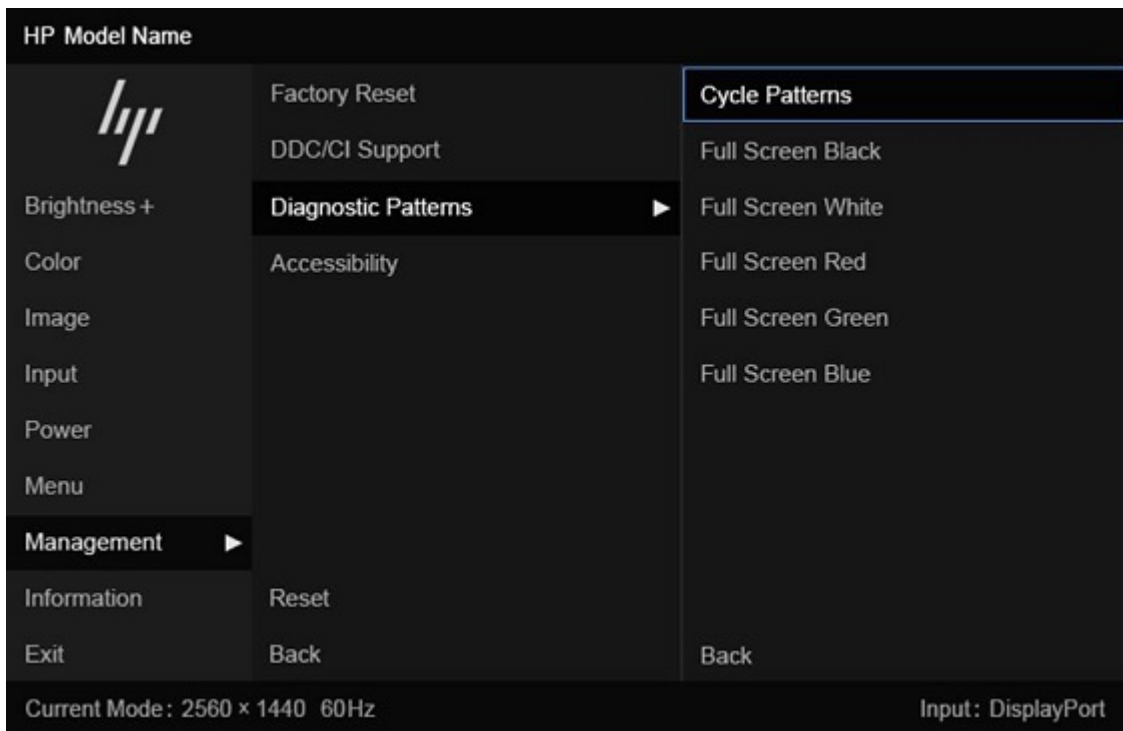 HP Model Name
hp
Brightness +
Color
Image
Input
Power
Menu
Management ▶
Information
Exit
Factory Reset
DDC/CI Support
Diagnostic Patterns ▶
Accessibility
Reset
Back
Cycle Patterns
Full Screen Black
Full Screen White
Full Screen Red
Full Screen Green
Full Screen Blue
Back
Current Mode: 2560 × 1440 60Hz
Input: DisplayPort